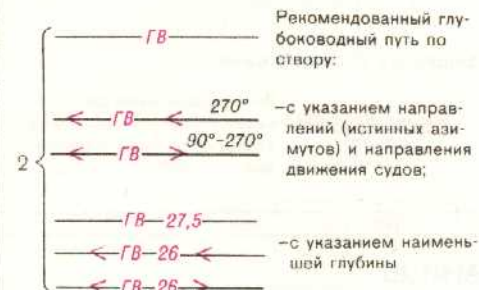 ГВ
Рекомендованный глу-
боководный путь по
створу:
ГВ 270°
ГВ 90°-270°
–с указанием направ-
лений (истинных ази-
мутов) и направления
движения судов;
2
ГВ 27,5
ГВ 26
ГВ 26
–с указанием наимень-
шей глубины